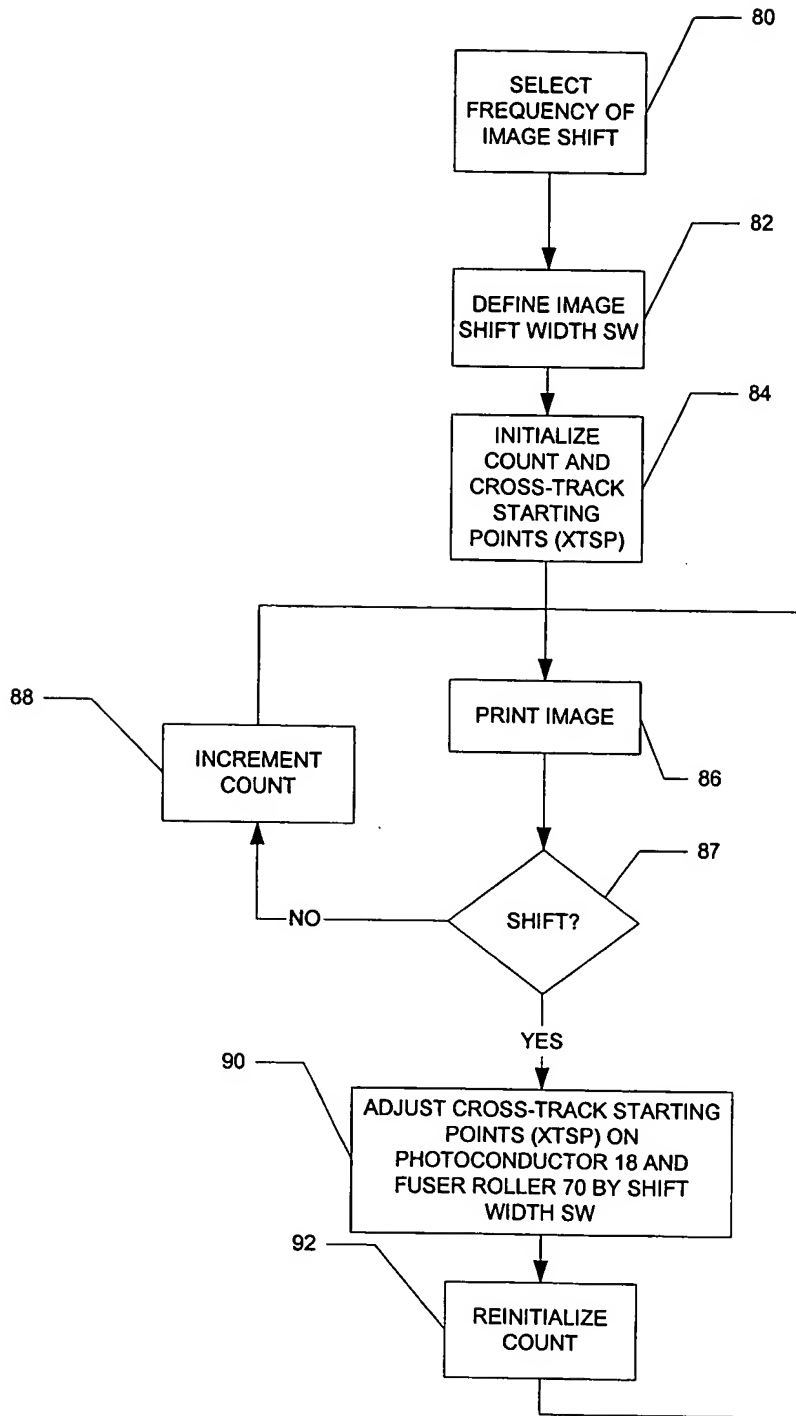 80
SELECT
FREQUENCY OF
IMAGE SHIFT
82
DEFINE IMAGE
SHIFT WIDTH SW
84
INITIALIZE
COUNT AND
CROSS-TRACK
STARTING
POINTS (XTSP)
88
INCREMENT
COUNT
PRINT IMAGE
86
87
SHIFT?
NO
YES
90
ADJUST CROSS-TRACK STARTING
POINTS (XTSP) ON
PHOTOCONDUCTOR 18 AND
FUSER ROLLER 70 BY SHIFT
WIDTH SW
92
REINITIALIZE
COUNT